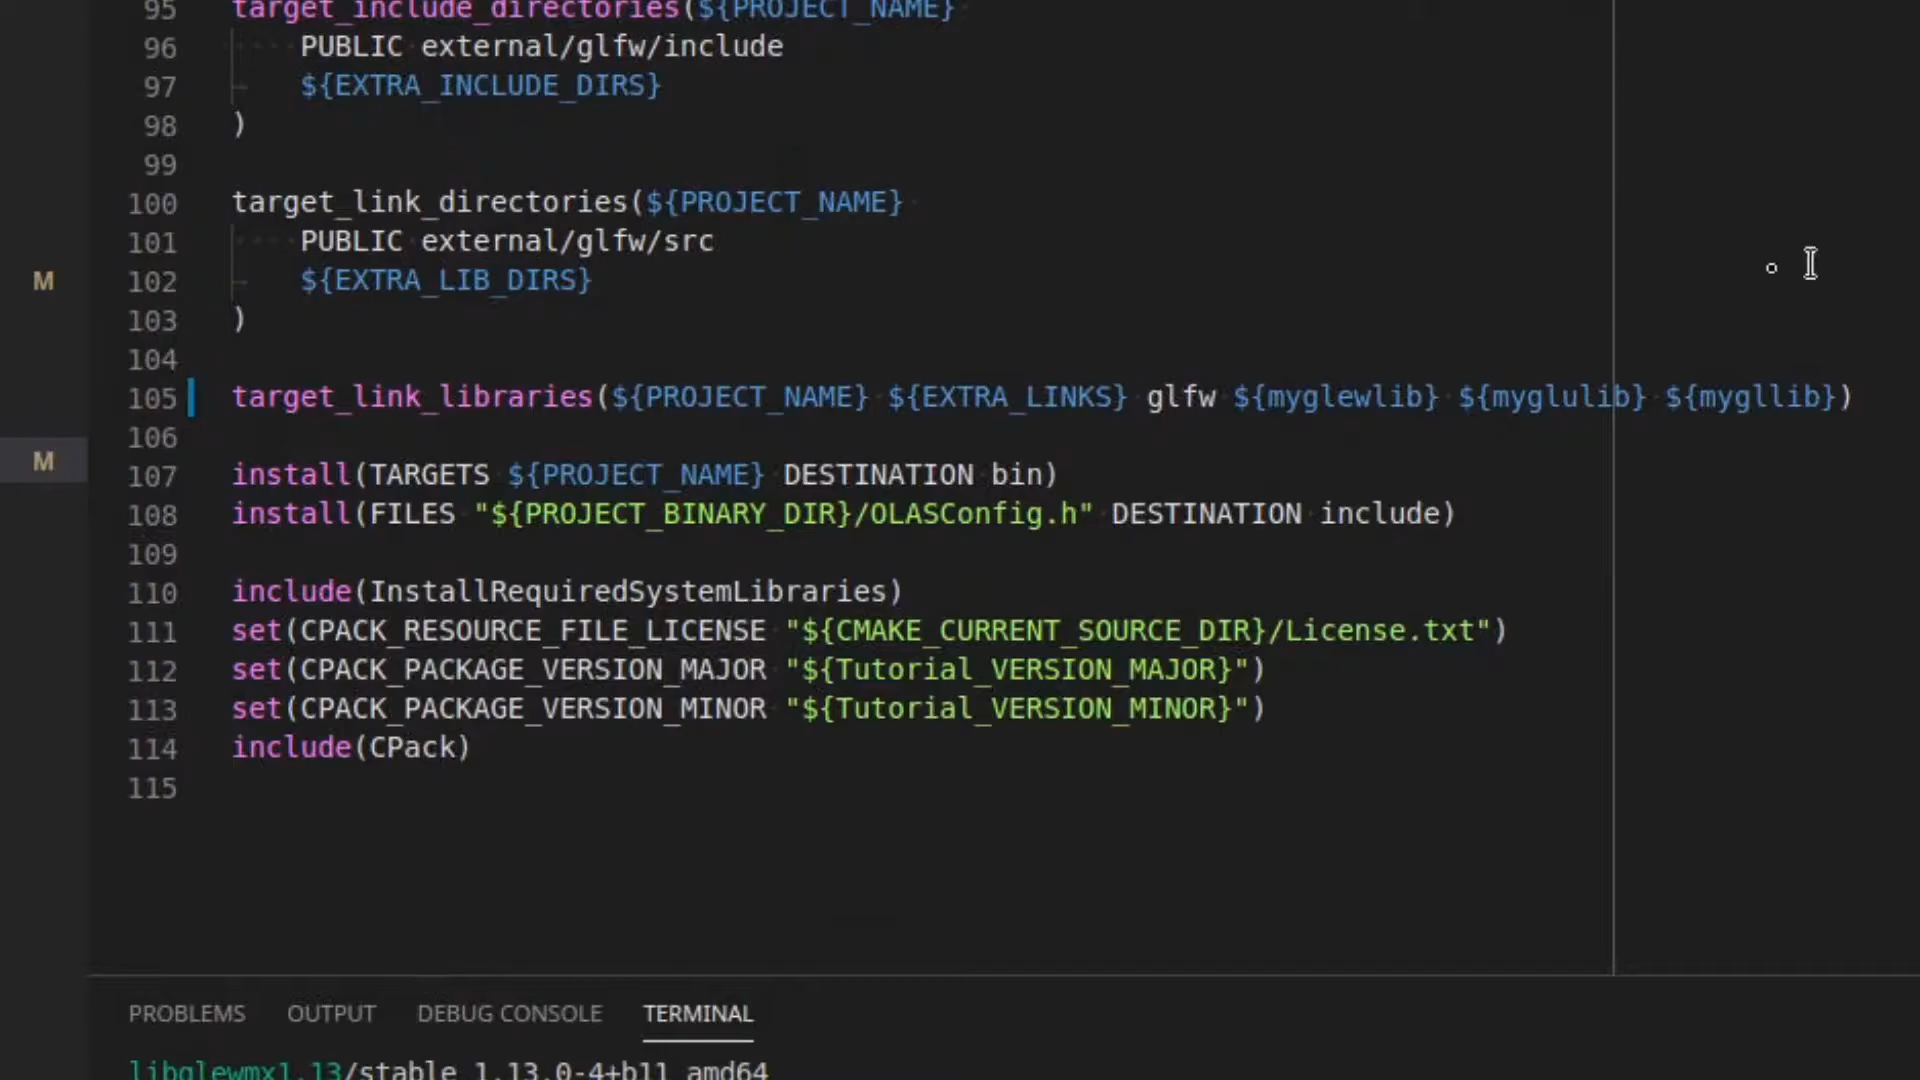 95 target_include_directories(${PROJECT_NAME}
96 PUBLIC external/glfw/include
97 ${EXTRA_INCLUDE_DIRS}
98 )
99
100 target_link_directories(${PROJECT_NAME}
101 PUBLIC external/glfw/src
M
102 ${EXTRA_LIB_DIRS}
103 )
104
105 target_link_libraries(${PROJECT_NAME} ${EXTRA_LINKS} glfw ${myglewlib} ${myglulib} ${mygllib})
106
M
107 install(TARGETS ${PROJECT_NAME} DESTINATION bin)
108 install(FILES "${PROJECT_BINARY_DIR}/OLASConfig.h" DESTINATION include)
109
110 include(InstallRequiredSystemLibraries)
111 set(CPACK_RESOURCE_FILE_LICENSE "${CMAKE_CURRENT_SOURCE_DIR}/License.txt")
112 set(CPACK_PACKAGE_VERSION_MAJOR "${Tutorial_VERSION_MAJOR}")
113 set(CPACK_PACKAGE_VERSION_MINOR "${Tutorial_VERSION_MINOR}")
114 include(CPack)
115
PROBLEMS OUTPUT DEBUG CONSOLE TERMINAL
libglewmx1.13/stable 1.13.0-4+b11 amd64